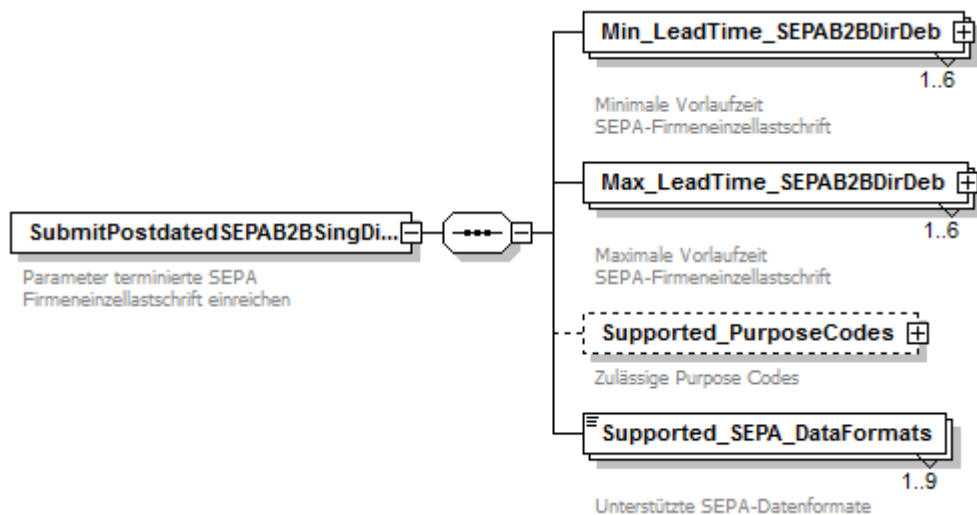 Min_LeadTime_SEPAB2BDirDeb
1..6
Minimale Vorlaufzeit
SEPA-Firmeneinzellastschrift
Max_LeadTime_SEPAB2BDirDeb
1..6
Maximale Vorlaufzeit
SEPA-Firmeneinzellastschrift
SubmitPostdatedSEPAB2BSingDi...
Parameter terminierte SEPA
Firmeneinzellastschrift einreichen
Supported_PurposeCodes
Zulässige Purpose Codes
Supported_SEPA_DataFormats
1..9
Unterstützte SEPA-Datenformate